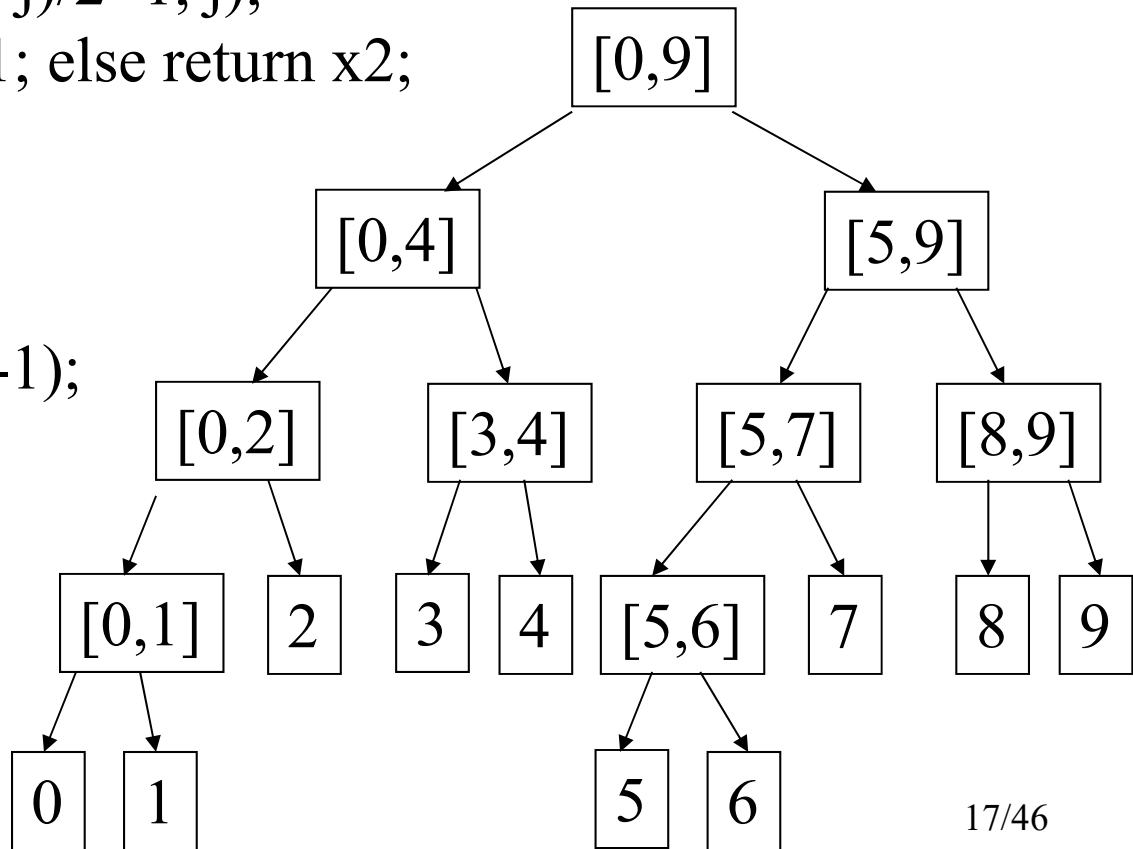 j)/2 1, j);
1; else return x2;
[0,9]
[0,4] [5,9]
-1);
[0,2] [3,4] [5,7] [8,9]
[0,1] 2 3 4 [5,6] 7 8 9
0 1 5 6
17/46